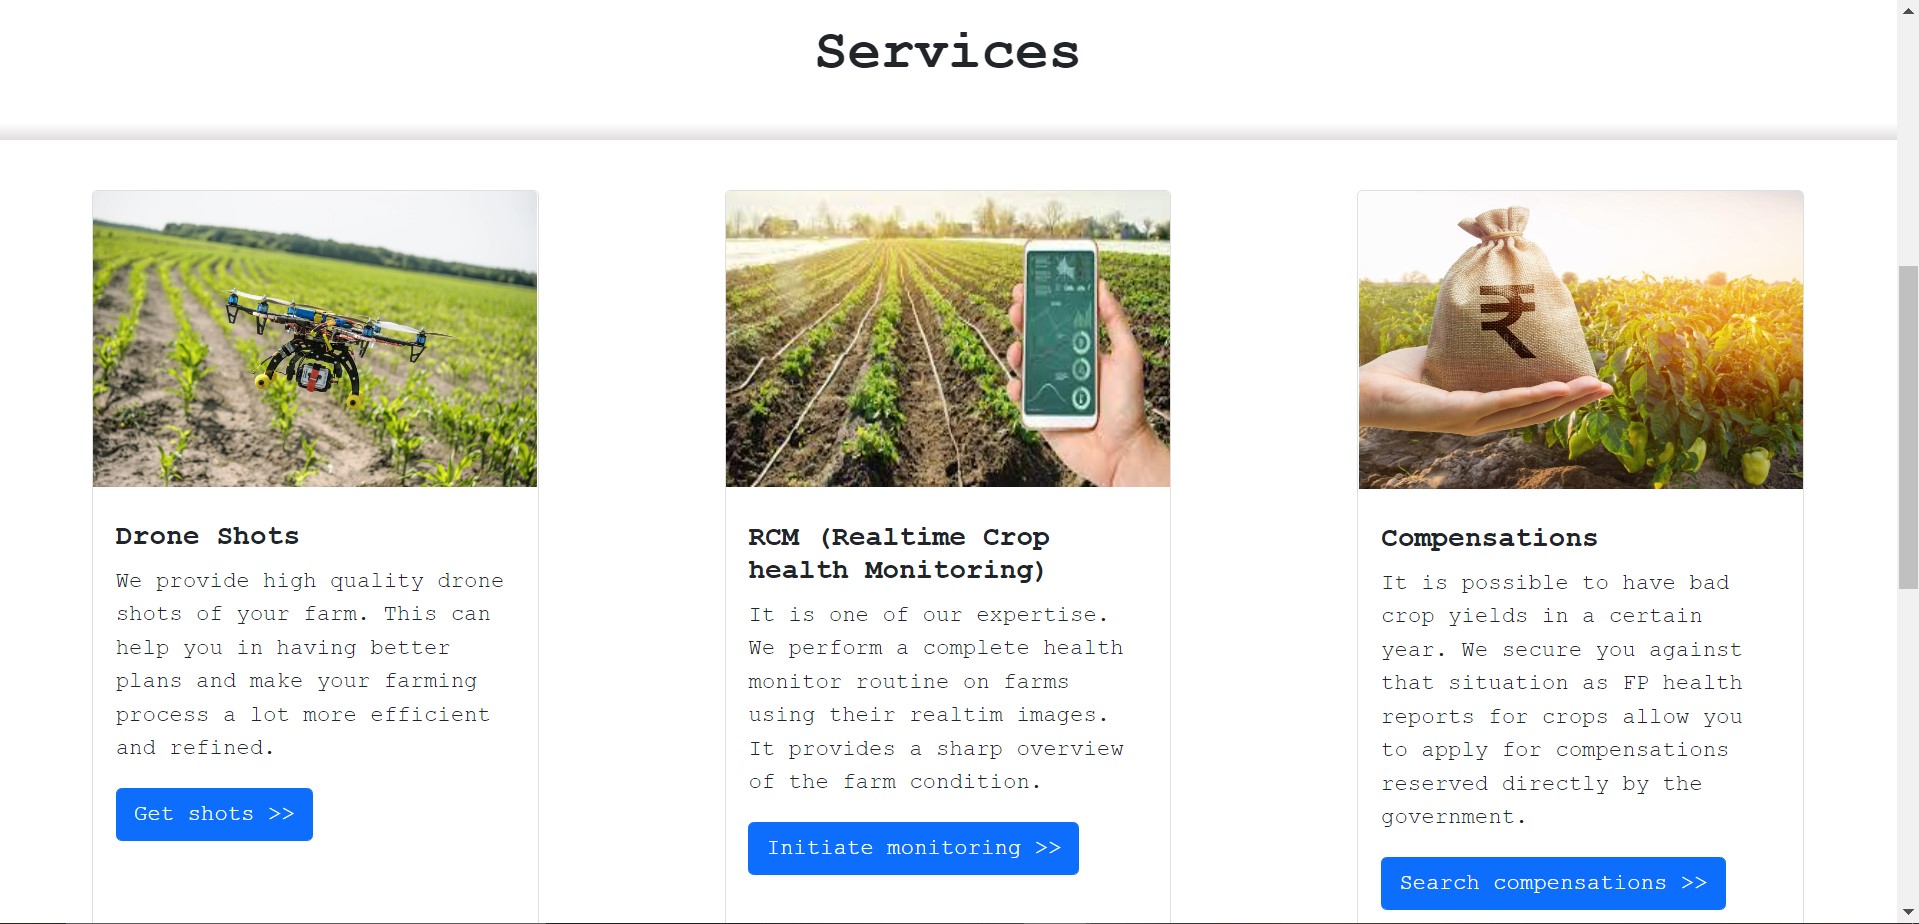 Services
₹
Drone Shots
We provide high quality drone
shots of your farm. This can
help you in having better
plans and make your farming
process a lot more efficient
and refined.
Get shots >>
RCM (Realtime Crop
health Monitoring)
It is one of our expertise.
We perform a complete health
monitor routine on farms
using their realtim images.
It provides a sharp overview
of the farm condition.
Initiate monitoring >>
Compensations
It is possible to have bad
crop yields in a certain
year. We secure you against
that situation as FP health
reports for crops allow you
to apply for compensations
reserved directly by the
government.
Search compensations >>